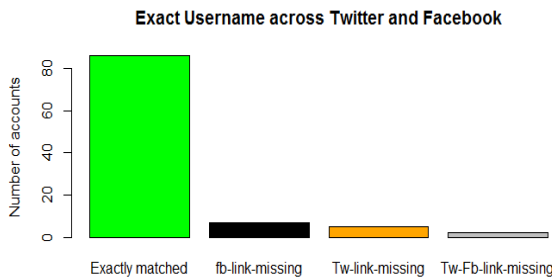 Exact Username across Twitter and Facebook
Number of accounts
80
60
40
20
0
Exactly matched fb-link-missing Tw-link-missing Tw-Fb-link-missing